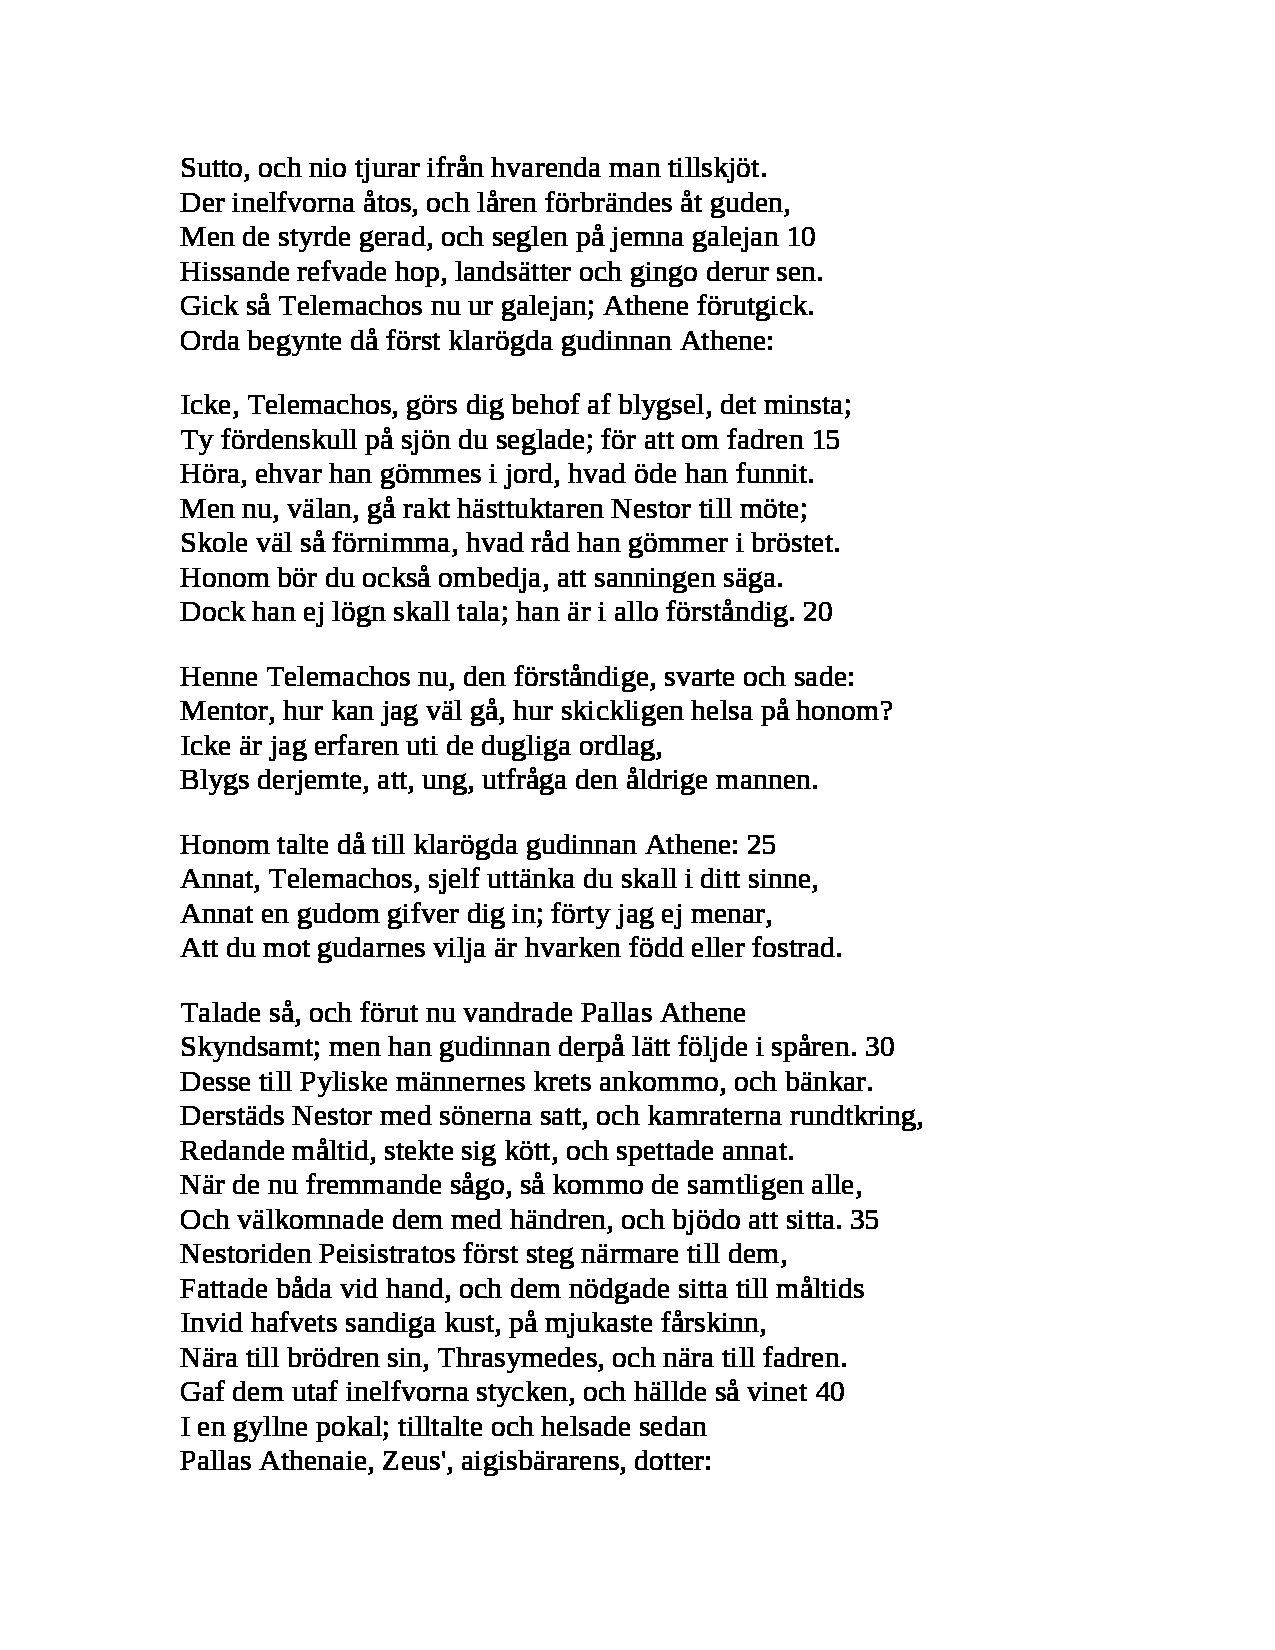 Sutto, och nio tjurar ifrån hvarenda man tillskjöt.
Der inelfvorna åtos, och låren förbrändes åt guden,
Men de styrde gerad, och seglen på jemna galejan 10
Hissande refvade hop, landsätter och gingo derur sen.
Gick så Telemachos nu ur galejan; Athene förutgick.
Orda begynte då först klarögda gudinnan Athene:

Icke, Telemachos, görs dig behof af blygsel, det minsta;
Ty fördenskull på sjön du seglade; för att om fadren 15
Höra, ehvar han gömmes i jord, hvad öde han funnit.
Men nu, välan, gå rakt hästtuktaren Nestor till möte;
Skole väl så förnimma, hvad råd han gömmer i bröstet.
Honom bör du också ombedja, att sanningen säga.
Dock han ej lögn skall tala; han är i allo förståndig. 20

Henne Telemachos nu, den förståndige, svarte och sade:
Mentor, hur kan jag väl gå, hur skickligen helsa på honom?
Icke är jag erfaren uti de dugliga ordlag,
Blygs derjemte, att, ung, utfråga den åldrige mannen.

Honom talte då till klarögda gudinnan Athene: 25
Annat, Telemachos, sjelf uttänka du skall i ditt sinne,
Annat en gudom gifver dig in; förty jag ej menar,
Att du mot gudarnes vilja är hvarken född eller fostrad.

Talade så, och förut nu vandrade Pallas Athene
Skyndsamt; men han gudinnan derpå lätt följde i spåren. 30
Desse till Pyliske männernes krets ankommo, och bänkar.
Derstäds Nestor med sönerna satt, och kamraterna rundtkring,
Redande måltid, stekte sig kött, och spettade annat.
När de nu fremmande sågo, så kommo de samtligen alle,
Och välkomnade dem med händren, och bjödo att sitta. 35
Nestoriden Peisistratos först steg närmare till dem,
Fattade båda vid hand, och dem nödgade sitta till måltids
Invid hafvets sandiga kust, på mjukaste fårskinn,
Nära till brödren sin, Thrasymedes, och nära till fadren.
Gaf dem utaf inelfvorna stycken, och hällde så vinet 40
I en gyllne pokal; tilltalte och helsade sedan
Pallas Athenaie, Zeus', aigisbärarens, dotter: